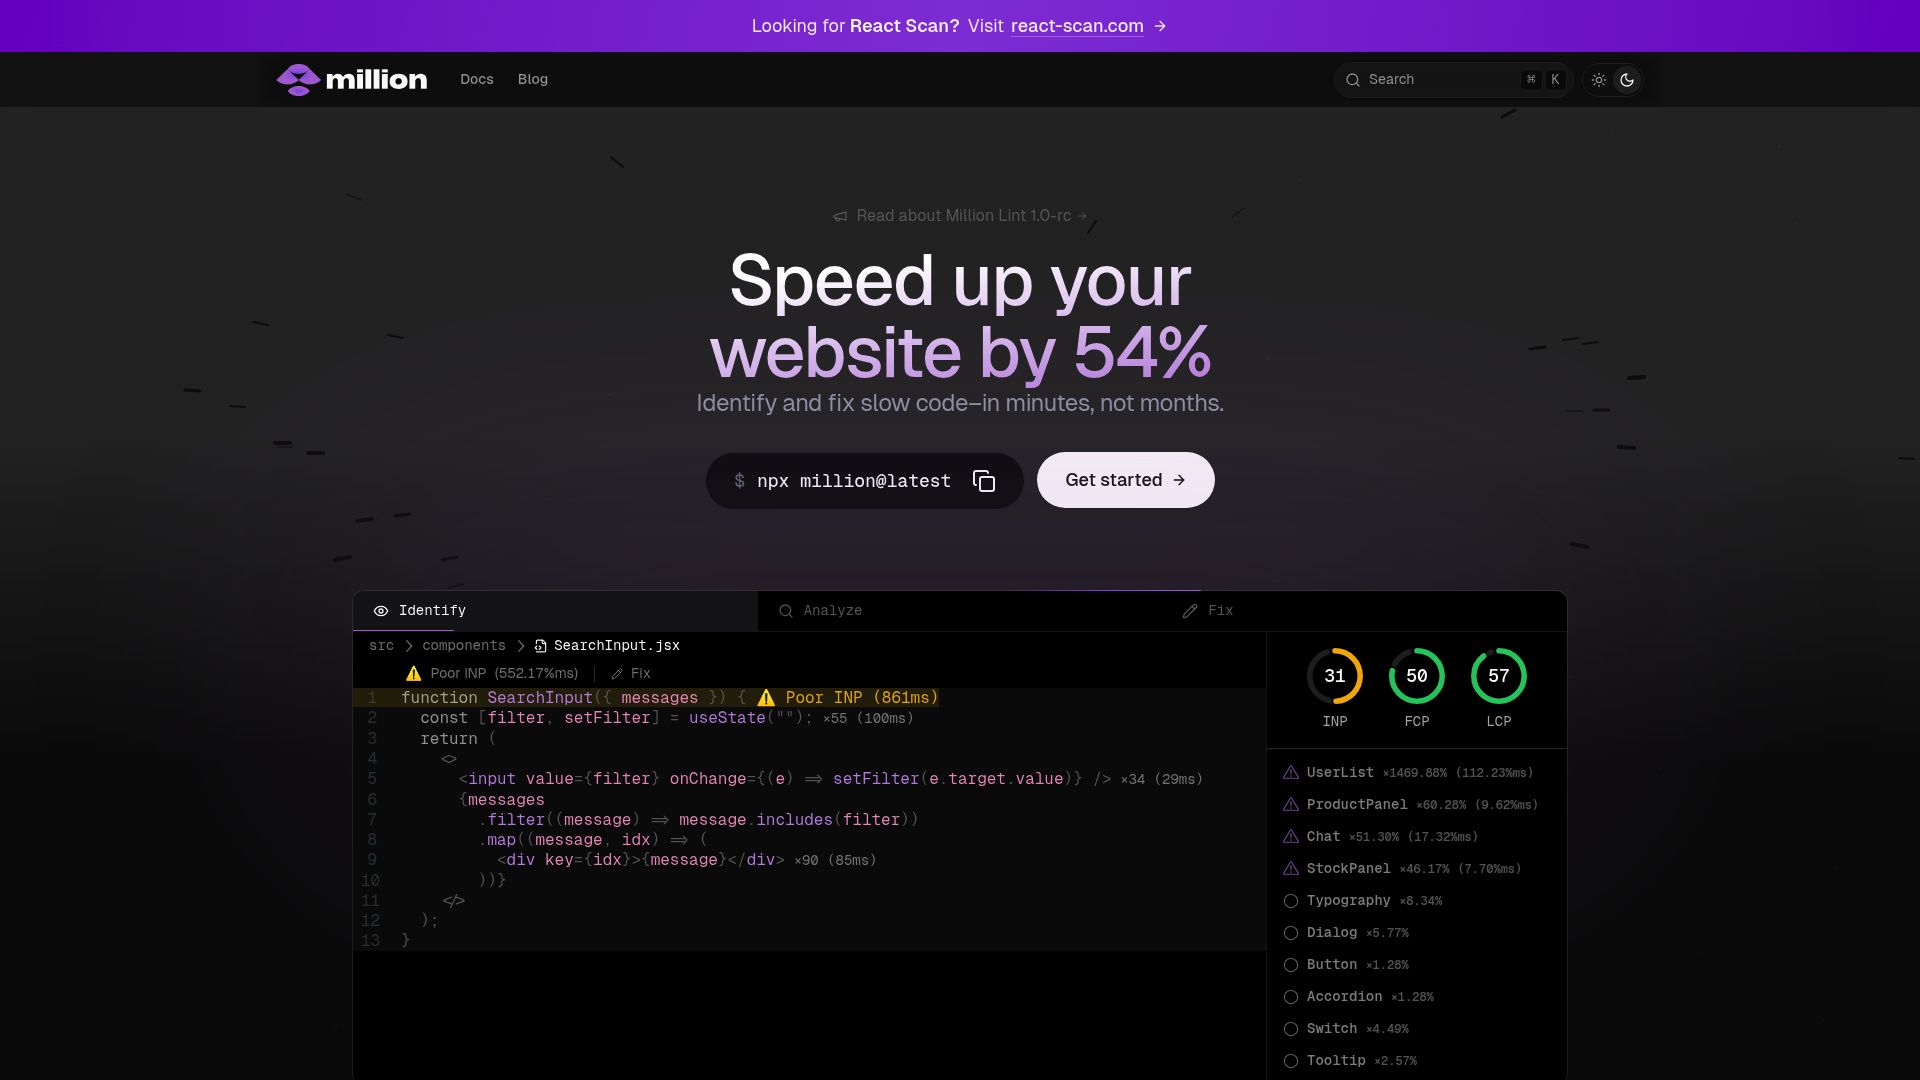 Looking for React Scan? Visit react-scan.com →
million
Docs
Blog
Search
⌘ K
Read about Million Lint 1.0-rc →
Speed up your
website by 54%
Identify and fix slow code–in minutes, not months.
$ npx million@latest
Get started →
Identify
Analyze
Fix
src > components > SearchInput.jsx
⚠️ Poor INP (552.17%ms) | Fix
1 function SearchInput({ messages }) { ⚠️ Poor INP (861ms)
2 const [filter, setFilter] = useState(""); ×55 (100ms)
3 return (
4 <>
5 <input value={filter} onChange={(e) => setFilter(e.target.value)} /> ×34 (29ms)
6 {messages
7 .filter((message) => message.includes(filter))
8 .map((message, idx) => (
9 <div key={idx}>{message}</div> ×90 (85ms)
10 ))}
11 </>
12 );
13 }
31
INP
50
FCP
57
LCP
UserList ×1469.88% (112.23%ms)
ProductPanel ×60.28% (9.62%ms)
Chat ×51.30% (17.32%ms)
StockPanel ×46.17% (7.70%ms)
Typography ×8.34%
Dialog ×5.77%
Button ×1.28%
Accordion ×1.28%
Switch ×4.49%
Tooltip ×2.57%